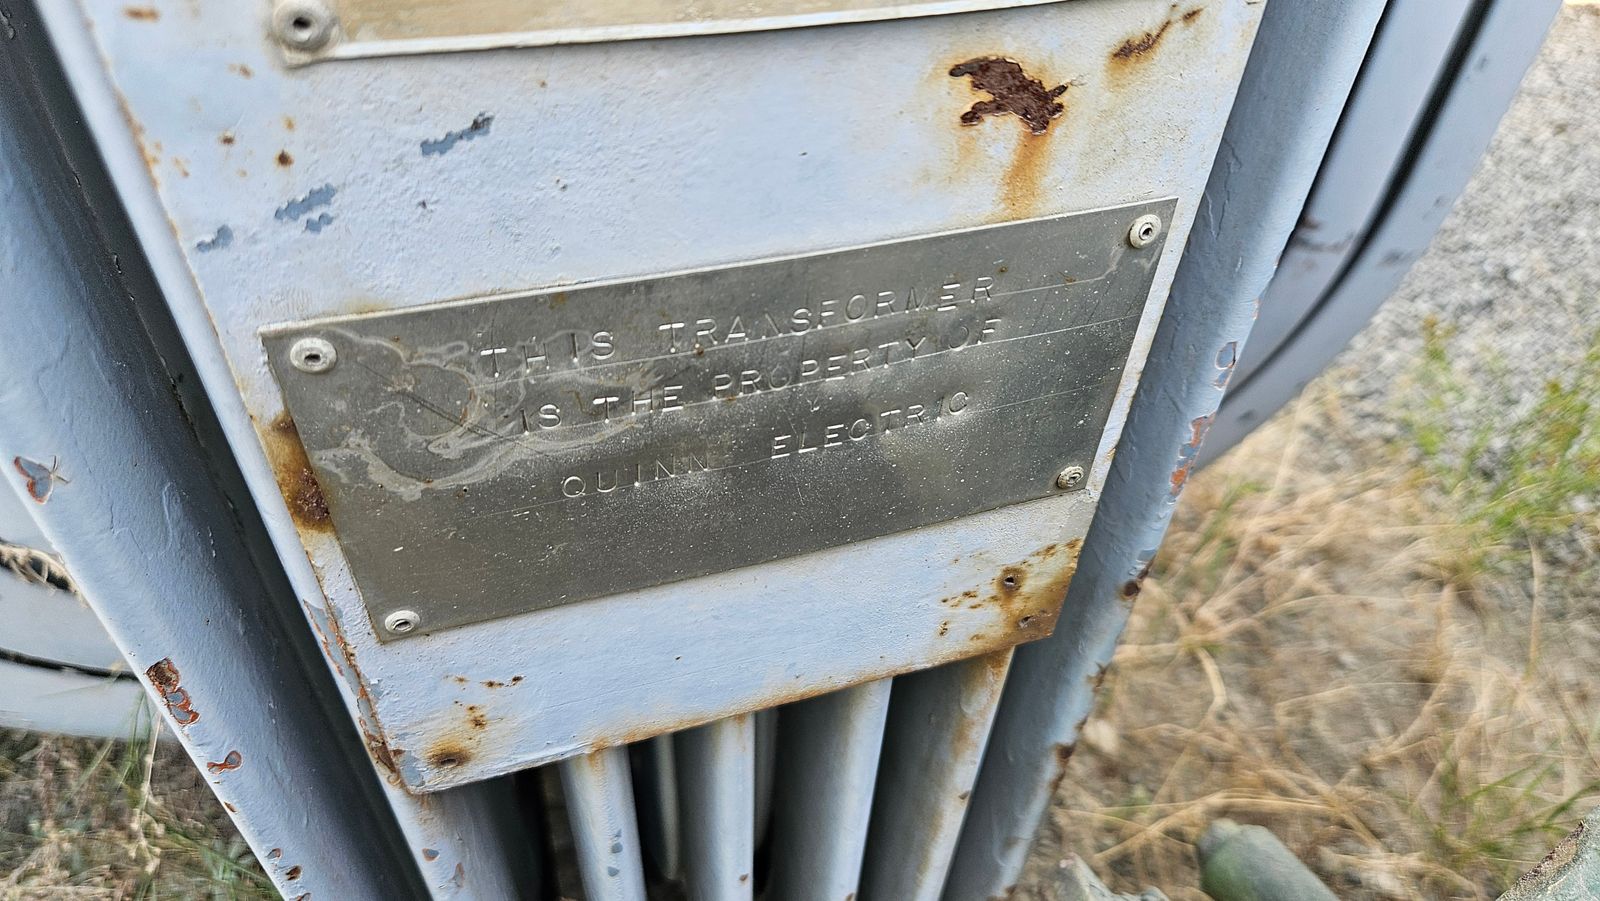 THIS TRANSFORMER
IS THE PROPERTY OF
QUINN ELECTRIC